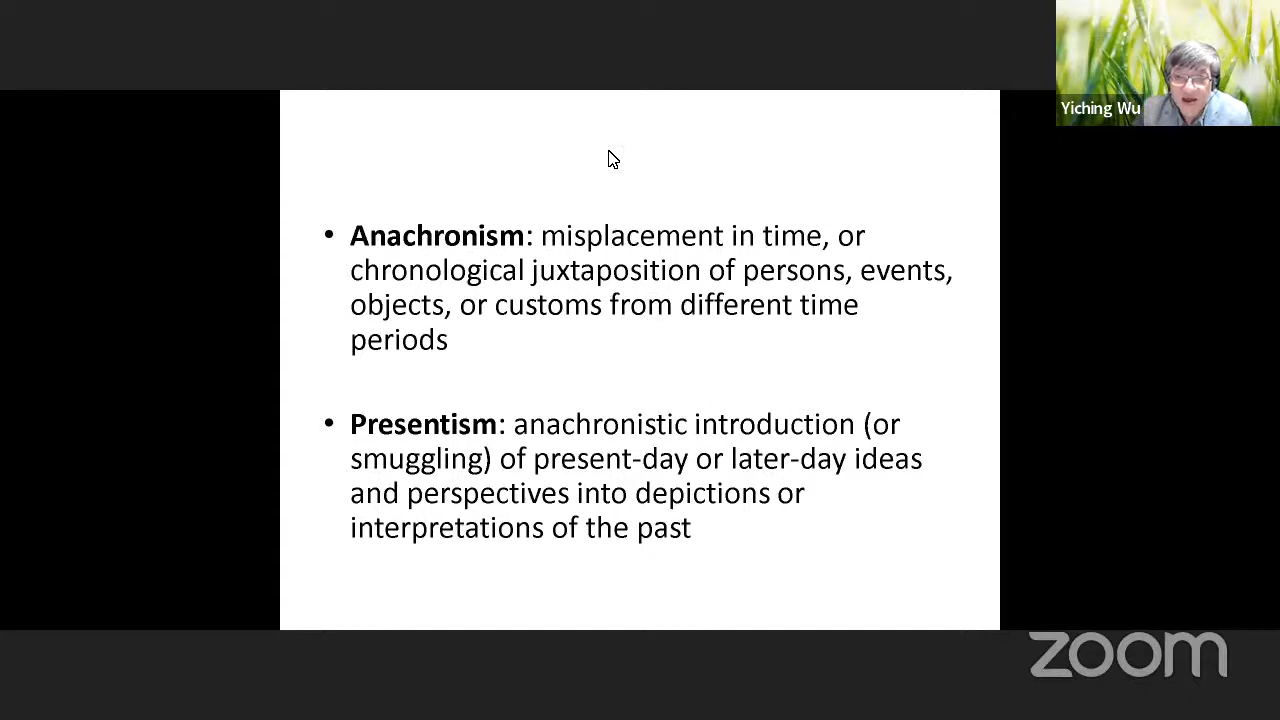 Yiching Wu
• Anachronism: misplacement in time, or
chronological juxtaposition of persons, events,
objects, or customs from different time
periods
• Presentism: anachronistic introduction (or
smuggling) of present-day or later-day ideas
and perspectives into depictions or
interpretations of the past
zoom